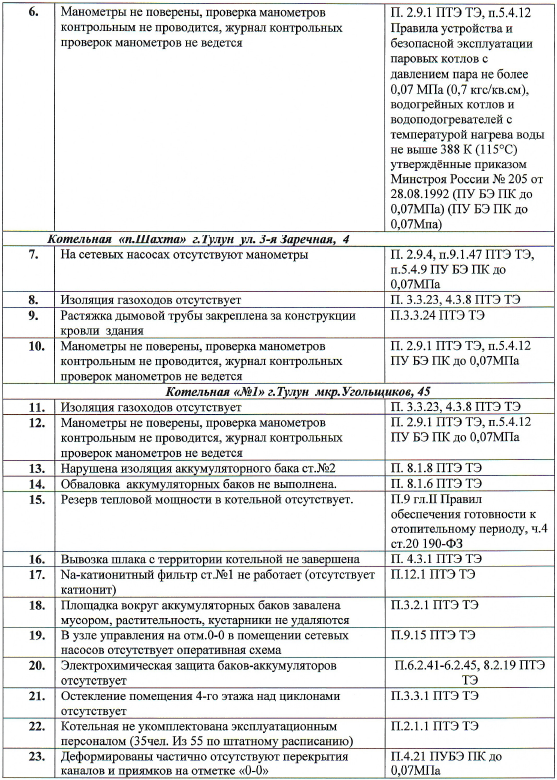 6. Манометры не поверены, проверка манометров П. 2.9.1 ПТЭ ТЭ, п.5.4.12
контрольным не проводится, журнал контрольных Правила устройства и
проверок манометров не ведется безопасной эксплуатации
паровых котлов с
давлением пара не более
0,07 МПа (0,7 кгс/кв.см),
водогрейных котлов и
водоподогревателей с
температурой нагрева воды
не выше 388 К (115°С)
утверждённые приказом
Минстроя России № 205 от
28.08.1992 (ПУ БЭ ПК до
0,07МПа) (ПУ БЭ ПК до
0,07Мпа)
Котельная «п.Шахта» г.Тулун ул. 3-я Заречная, 4
7. На сетевых насосах отсутствуют манометры П. 2.9.4, п.9.1.47 ПТЭ ТЭ,
п.5.4.9 ПУ БЭ ПК до
0,07МПа
8. Изоляция газоходов отсутствует П. 3.3.23, 4.3.8 ПТЭ ТЭ
9. Растяжка дымовой трубы закреплена за конструкции П.3.3.24 ПТЭ ТЭ
кровли здания
10. Манометры не поверены, проверка манометров П. 2.9.1 ПТЭ ТЭ, п.5.4.12
контрольным не проводится, журнал контрольных ПУ БЭ ПК до 0,07МПа
проверок манометров не ведется
Котельная «№1» г.Тулун мкр.Угольщиков, 45
11. Изоляция газоходов отсутствует П. 3.3.23, 4.3.8 ПТЭ ТЭ
12. Манометры не поверены, проверка манометров П. 2.9.1 ПТЭ ТЭ, п.5.4.12
контрольным не проводится, журнал контрольных ПУ БЭ ПК до 0,07МПа
проверок манометров не ведется
13. Нарушена изоляция аккумуляторного бака ст.№2 П. 8.1.8 ПТЭ ТЭ
14. Обваловка аккумуляторных баков не выполнена. П. 8.1.6 ПТЭ ТЭ
15. Резерв тепловой мощности в котельной отсутствует. П.9 гл.II Правил
обеспечения готовности к
отопительному периоду, ч.4
ст.20 190-ФЗ
16. Вывозка шлака с территории котельной не завершена П. 4.3.1 ПТЭ ТЭ
17. Na-катионитный фильтр ст.№1 не работает (отсутствует П.12.1 ПТЭ ТЭ
катионит)
18. Площадка вокруг аккумуляторных баков завалена П.3.2.1 ПТЭ ТЭ
мусором, растительность, кустарники не удаляются
19. В узле управления на отм.0-0 в помещении сетевых П.9.15 ПТЭ ТЭ
насосов отсутствует оперативная схема
20. Электрохимическая защита баков-аккумуляторов П.6.2.41-6.2.45, 8.2.19 ПТЭ
отсутствует ТЭ
21. Остекление помещения 4-го этажа над циклонами П.3.3.1 ПТЭ ТЭ
отсутствует
22. Котельная не укомплектована эксплуатационным П.2.1.1 ПТЭ ТЭ
персоналом (35чел. Из 55 по штатному расписанию)
23. Деформированы частично отсутствуют перекрытия П.4.21 ПУБЭ ПК до
каналов и приямков на отметке «0-0» 0,07МПа